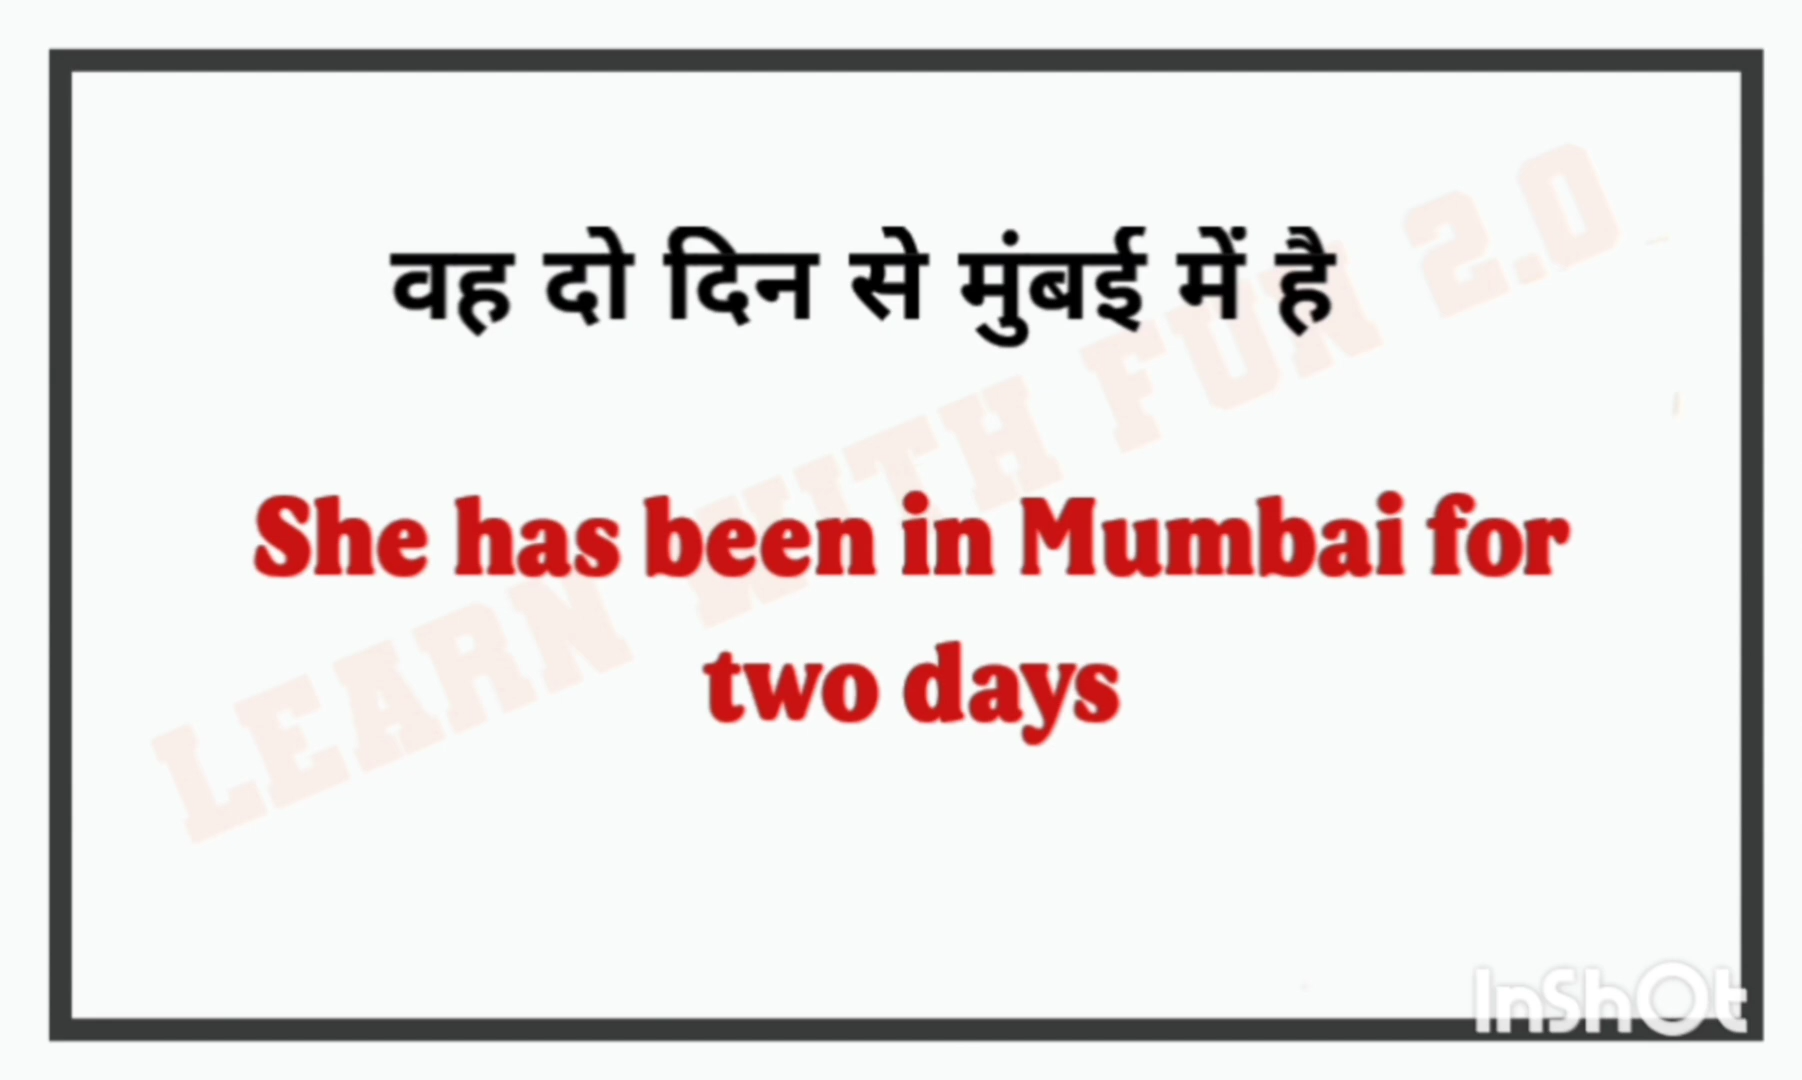 वह दो दिन से मुंबई में है
She has been in Mumbai for
two days
LEARN WITH FUN 2.0
InShOt